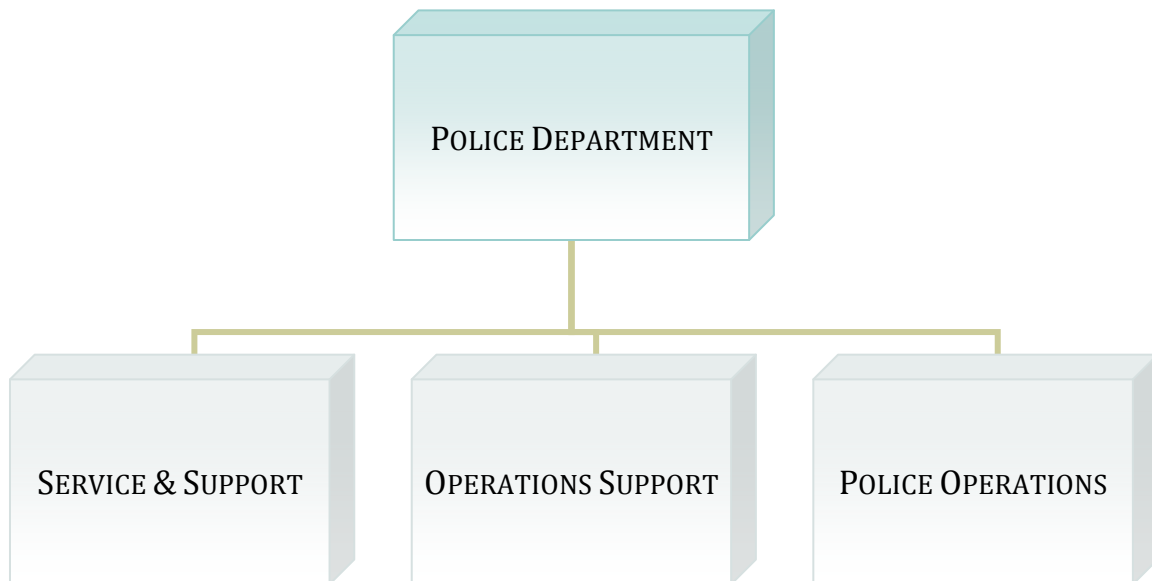 POLICE DEPARTMENT
SERVICE & SUPPORT
OPERATIONS SUPPORT
POLICE OPERATIONS